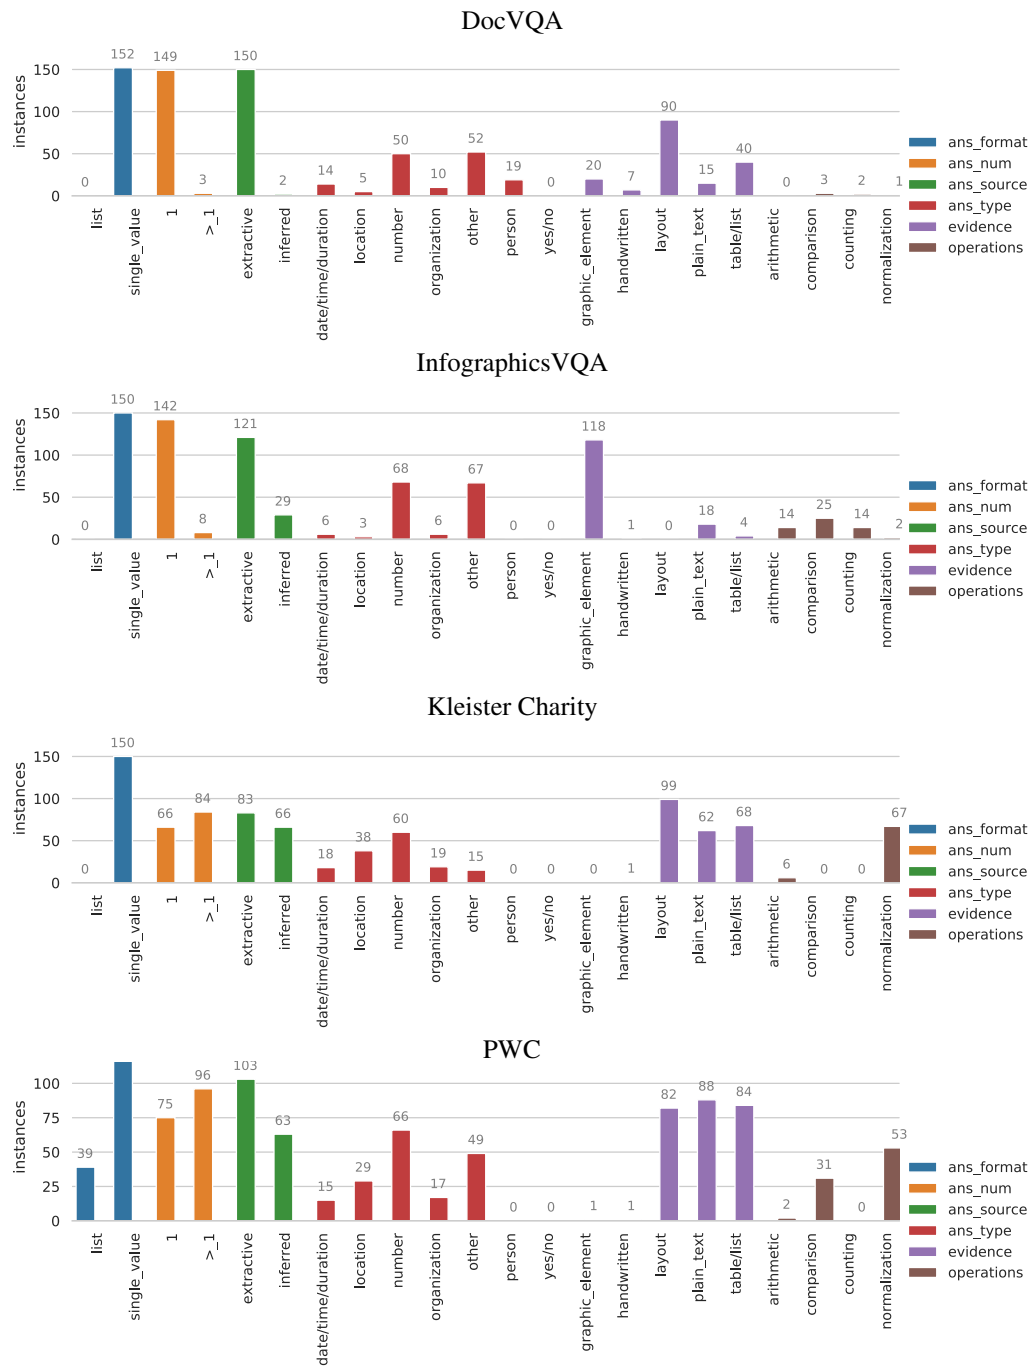 DocVQA
instances
150
100
50
0
0
152
149
3
150
2
14
5
50
10
52
19
0
20
7
90
15
40
0
3
2
1
list
single_value
1
>_1
extractive
inferred
date/time/duration
location
number
organization
other
person
yes/no
graphic_element
handwritten
layout
plain_text
table/list
arithmetic
comparison
counting
normalization
ans_format
ans_num
ans_source
ans_type
evidence
operations
InfographicsVQA
instances
150
100
50
0
0
150
142
8
121
29
6
3
68
6
67
0
0
118
1
0
18
4
14
25
14
2
list
single_value
1
>_1
extractive
inferred
date/time/duration
location
number
organization
other
person
yes/no
graphic_element
handwritten
layout
plain_text
table/list
arithmetic
comparison
counting
normalization
ans_format
ans_num
ans_source
ans_type
evidence
operations
Kleister Charity
instances
150
100
50
0
0
150
66
84
83
66
18
38
60
19
15
0
0
0
1
99
62
68
6
0
0
67
list
single_value
1
>_1
extractive
inferred
date/time/duration
location
number
organization
other
person
yes/no
graphic_element
handwritten
layout
plain_text
table/list
arithmetic
comparison
counting
normalization
ans_format
ans_num
ans_source
ans_type
evidence
operations
PWC
instances
100
75
50
25
0
39
75
96
103
63
15
29
66
17
49
0
0
1
1
82
88
84
2
31
0
53
list
single_value
1
>_1
extractive
inferred
date/time/duration
location
number
organization
other
person
yes/no
graphic_element
handwritten
layout
plain_text
table/list
arithmetic
comparison
counting
normalization
ans_format
ans_num
ans_source
ans_type
evidence
operations